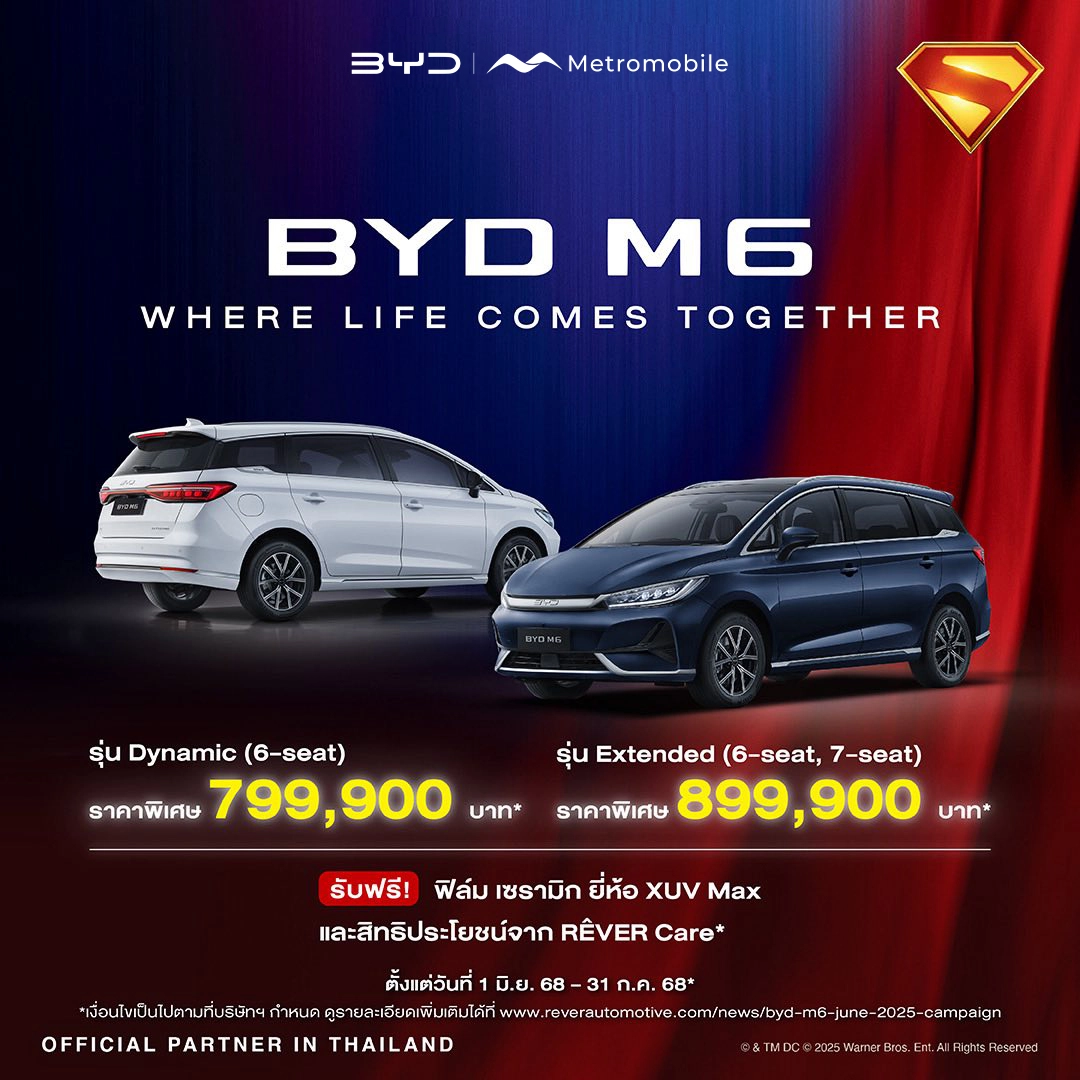 BYD | Metromobile
BYD M6
WHERE LIFE COMES TOGETHER
BYD
BYD M6
BYD
BYD M6
รุ่น Dynamic (6-seat)
ราคาพิเศษ 799,900 บาท*
รุ่น Extended (6-seat, 7-seat)
ราคาพิเศษ 899,900 บาท*
รับฟรี! ฟิล์ม เซรามิก ยี่ห้อ XUV Max
และสิทธิประโยชน์จาก RÊVER Care*
ตั้งแต่วันที่ 1 มิ.ย. 68 – 31 ก.ค. 68*
*เงื่อนไขเป็นไปตามที่บริษัทฯ กำหนด ดูรายละเอียดเพิ่มเติมได้ที่ www.reverautomotive.com/news/byd-m6-june-2025-campaign
OFFICIAL PARTNER IN THAILAND
© & TM DC © 2025 Warner Bros. Ent. All Rights Reserved